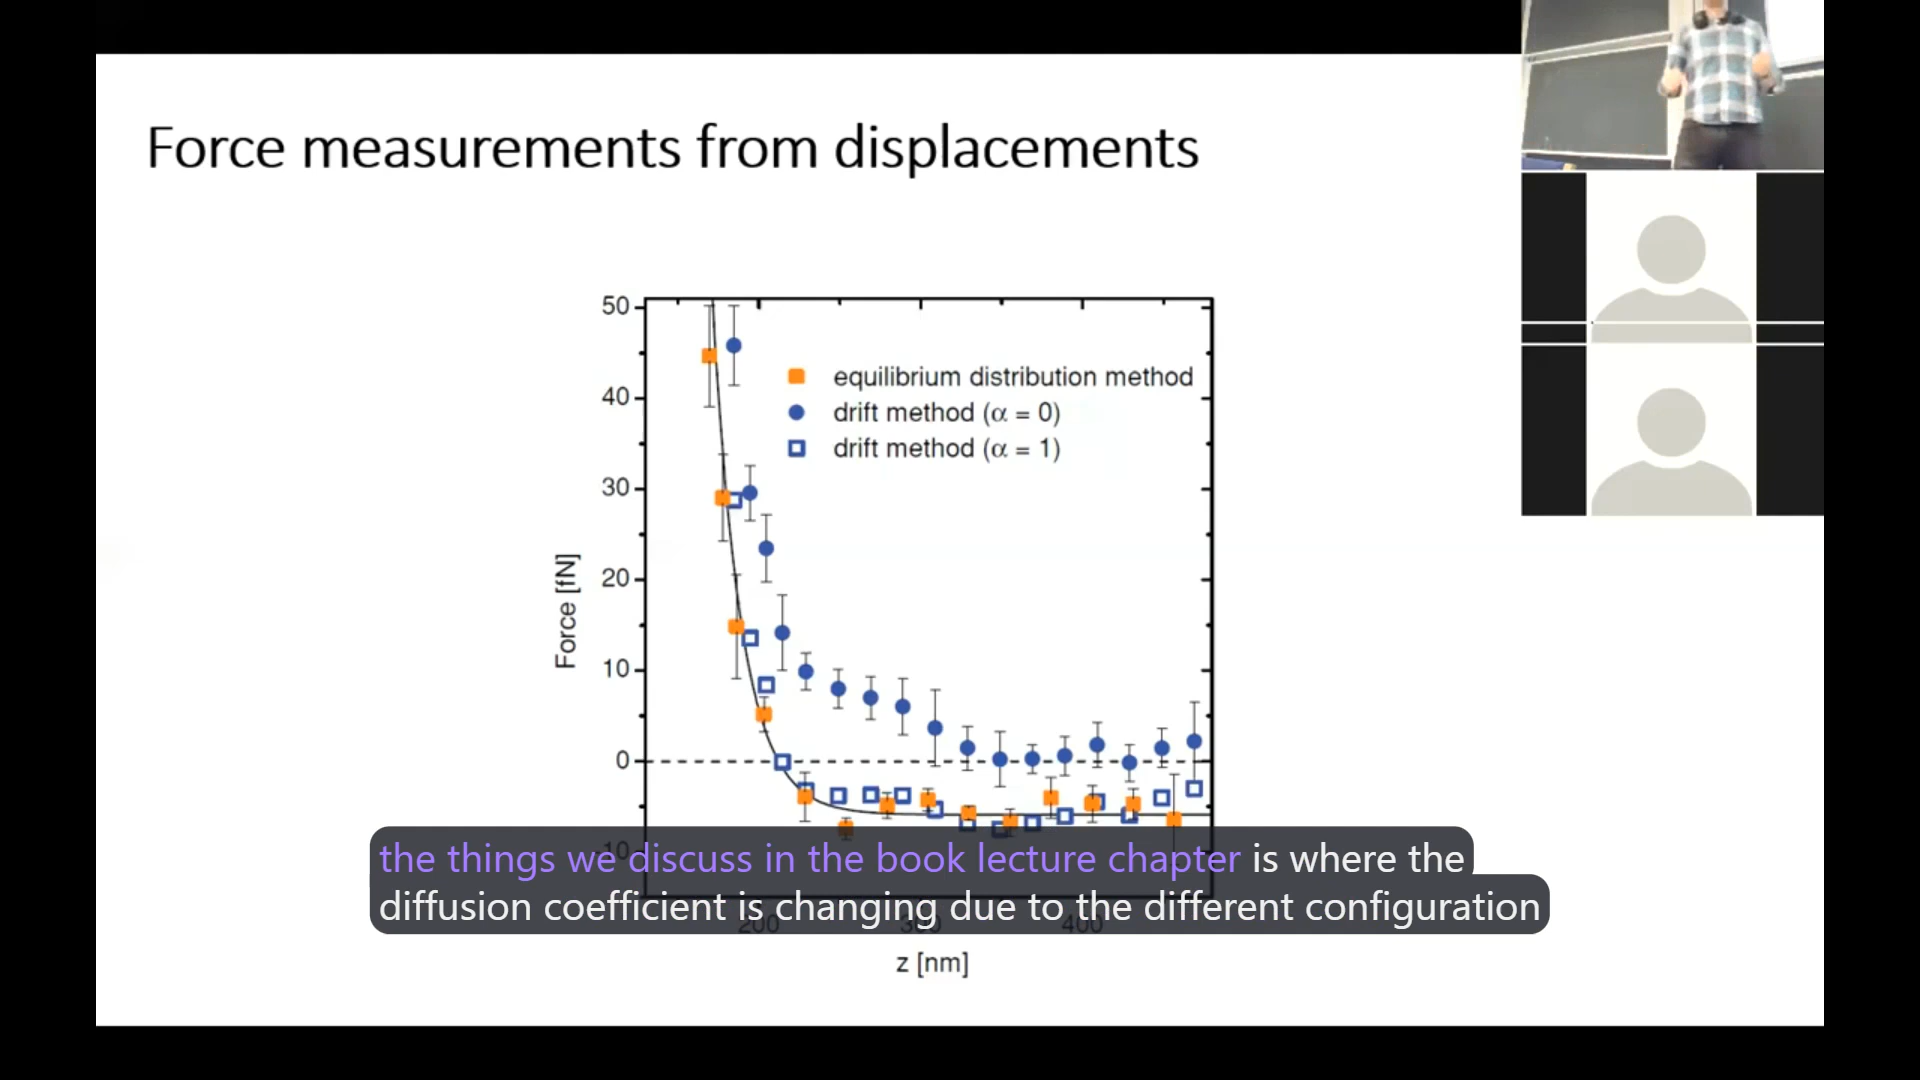 Force measurements from displacements
50
40
30
20
10
0
-10
Force [fN]
equilibrium distribution method
drift method (α = 0)
drift method (α = 1)
the things we discuss in the book lecture chapter is where the
diffusion coefficient is changing due to the different configuration
200
300
400
z [nm]